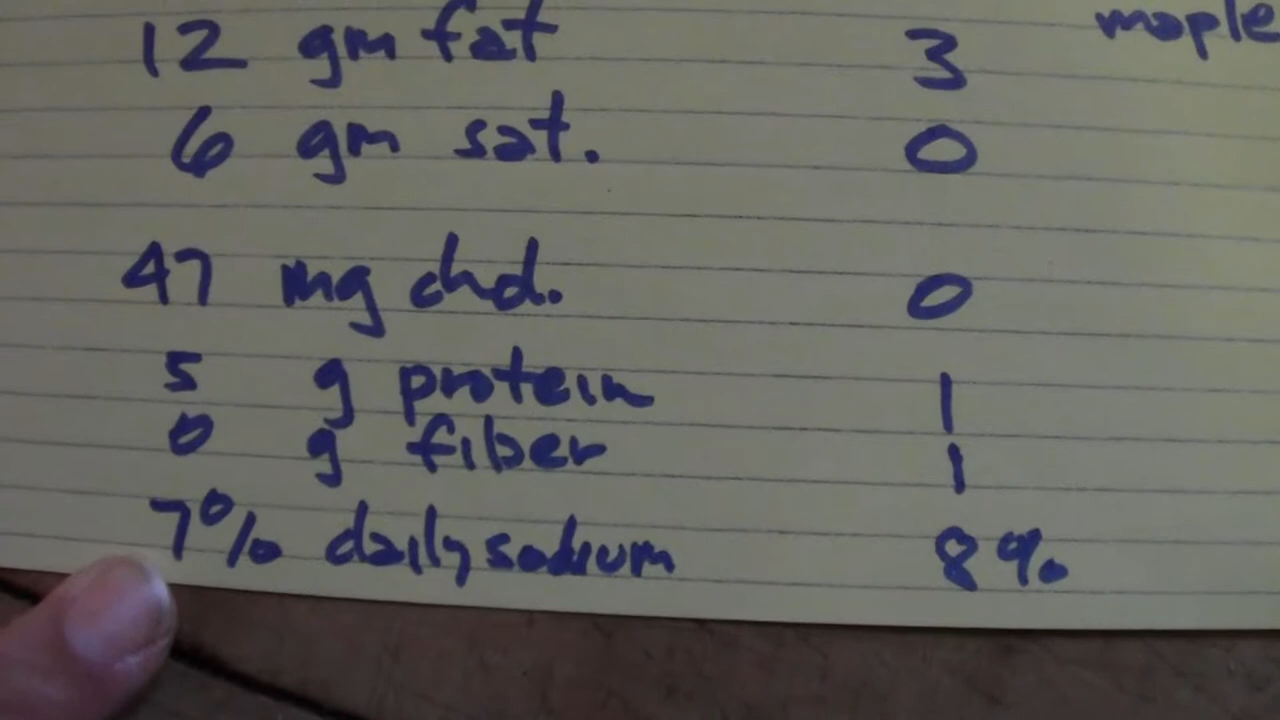 maple
12 gm fat 3
6 gm sat. 0
47 mg chol. 0
5 g protein 1
0 g fiber 1
7% daily sodium 8%